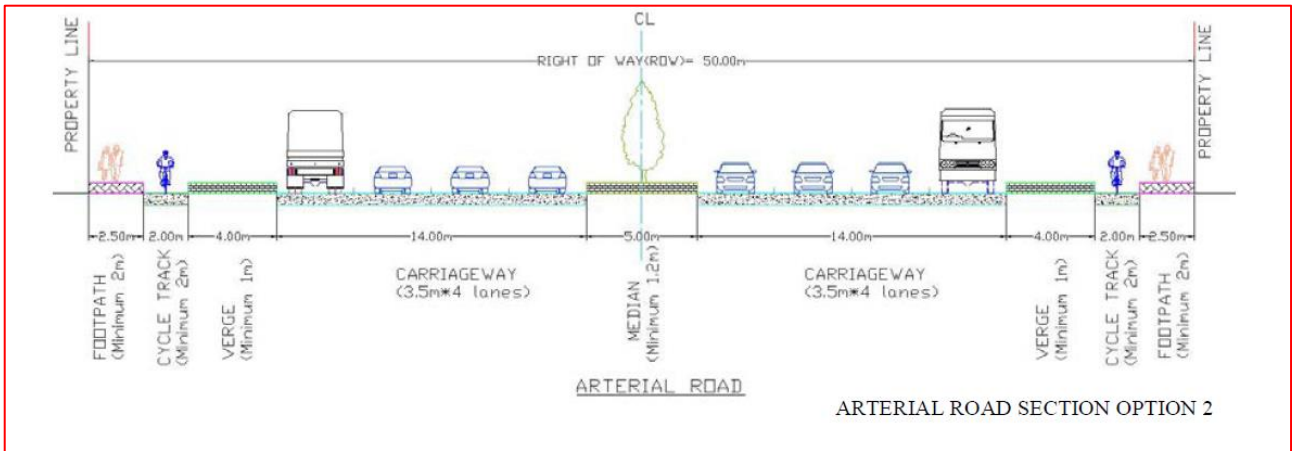 CL
PROPERTY LINE
RIGHT OF WAY(ROW)= 50.00m
PROPERTY LINE
2.50m
2.00m
4.00m
14.00m
5.00m
14.00m
4.00m
2.00m
2.50m
FOOTPATH
(Minimum 2m)
CYCLE TRACK
(Minimum 2m)
VERGE
(Minimum 1m)
CARRIAGEWAY
(3.5m*4 lanes)
MEDIAN
(Minimum 1.2m)
CARRIAGEWAY
(3.5m*4 lanes)
VERGE
(Minimum 1m)
CYCLE TRACK
(Minimum 2m)
FOOTPATH
(Minimum 2m)
ARTERIAL ROAD
ARTERIAL ROAD SECTION OPTION 2